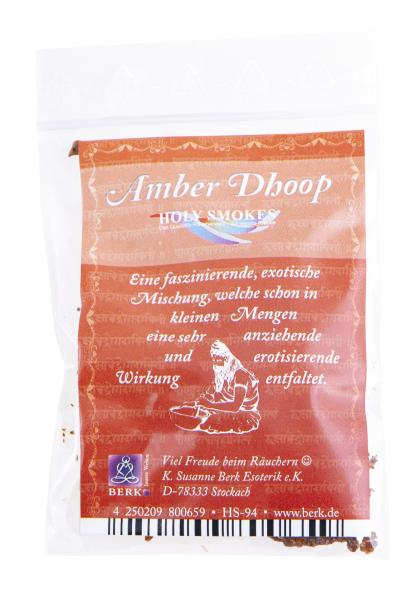 Amber Dhoop
HOLY SMOKES®
Eine faszinierende, exotische
Mischung, welche schon in
kleinen Mengen
eine sehr anziehende
und erotisierende
Wirkung entfaltet.
Viel Freude beim Räuchern ☺
K. Susanne Berk Esoterik e.K.
D-78333 Stockach
BERK
4 250209 800659 • HS-94 • www.berk.de